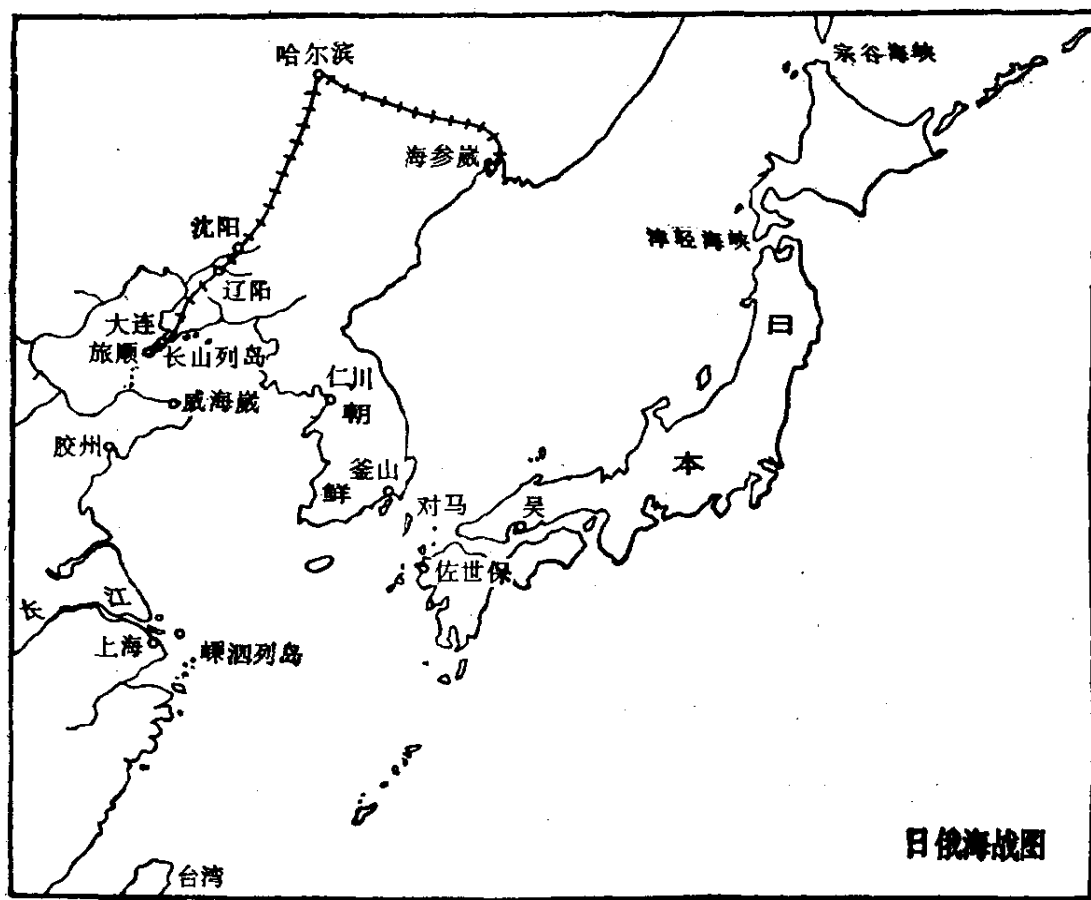 哈尔滨
宗谷海峡
海参崴
沈阳
津轻海峡
辽阳
大连
旅顺
长山列岛
日
仁川
威海崴
朝
胶州
本
釜山
鲜
对马
吴
佐世保
长江
上海
嵊泗列岛
日俄海战图
台湾